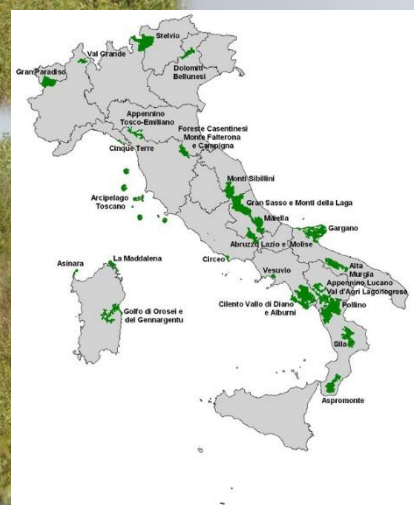 Stelvio
Val Grande
Gran Paradiso
Dolomiti
Bellunesi
Appennino
Tosco-Emiliano
Foreste Casentinesi
Monte Falterona
e Campigna
Cinque Terre
Monti Sibillini
Arcipelago
Toscano
Gran Sasso e Monti della Laga
Maiella
Gargano
Abruzzo Lazio e Molise
Circeo
Asinara
La Maddalena
Vesuvio
Alta
Murgia
Appennino Lucano
Val d'Agri Lagonegrese
Cilento Vallo di Diano
e Alburni
Pollino
Golfo di Orosei e
del Gennargentu
Sila
Aspromonte